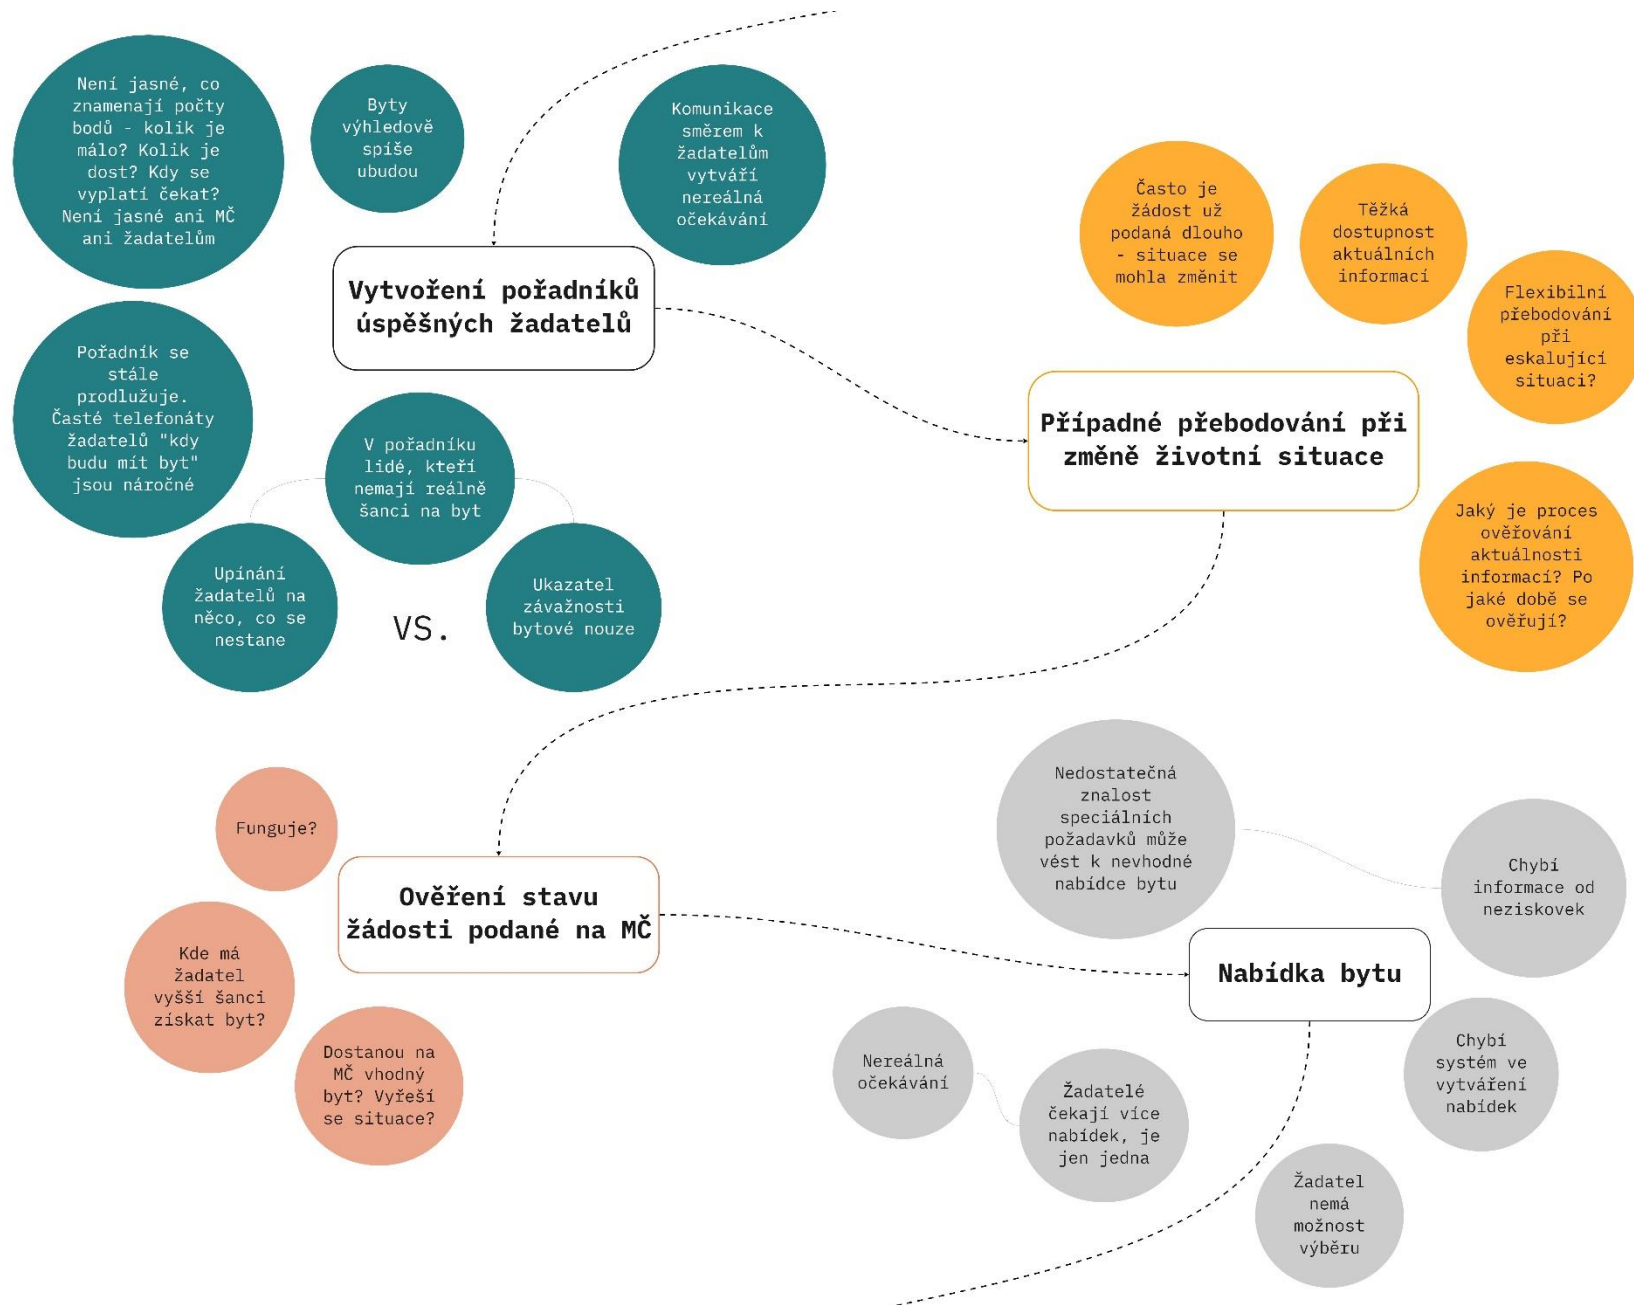 Není jasné, co
znamenají počty
bodů - kolik je
málo? Kolik je
dost? Kdy se
vyplatí čekat?
Není jasné ani MČ
ani žadatelům
Byty
výhledově
spíše
ubudou
Komunikace
směrem k
žadatelům
vytváří
nereálná
očekávání
Vytvoření pořadníků
úspěšných žadatelů
Pořadník se
stále
prodlužuje.
Časté telefonáty
žadatelů "kdy
budu mít byt"
jsou náročné
V pořadníku
lidé, kteří
nemají reálně
šanci na byt
Upínání
žadatelů na
něco, co se
nestane
VS.
Ukazatel
závažnosti
bytové nouze
Často je
žádost už
podaná dlouho
- situace se
mohla změnit
Těžká
dostupnost
aktuálních
informací
Flexibilní
přebodování
při
eskalující
situaci?
Případné přebodování při
změně životní situace
Jaký je proces
ověřování
aktuálnosti
informací? Po
jaké době se
ověřují?
Funguje?
Ověření stavu
žádosti podané na MČ
Kde má
žadatel
vyšší šanci
získat byt?
Dostanou na
MČ vhodný
byt? Vyřeší
se situace?
Nedostatečná
znalost
speciálních
požadavků může
vést k nevhodné
nabídce bytu
Chybí
informace od
neziskovek
Nabídka bytu
Nereálná
očekávání
Žadatelé
čekají více
nabídek, je
jen jedna
Chybí
systém ve
vytváření
nabídek
Žadatel
nemá
možnost
výběru